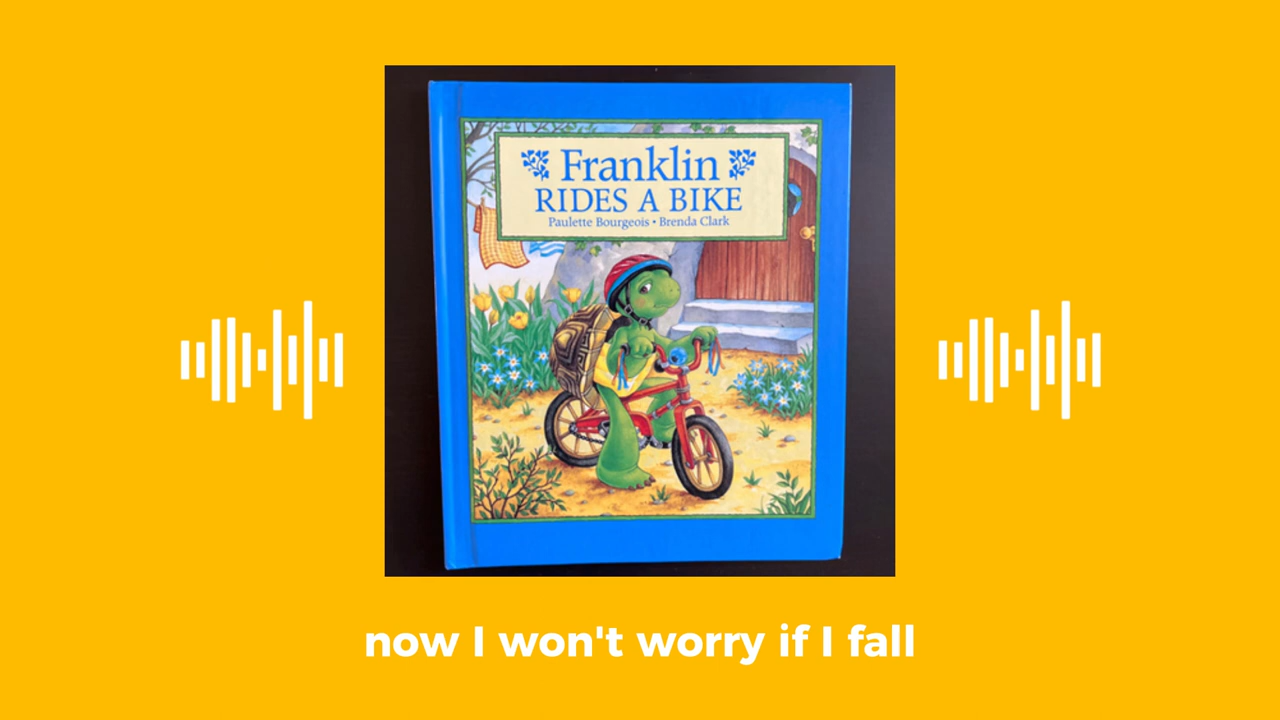 Franklin
RIDES A BIKE
Paulette Bourgeois • Brenda Clark
now I won't worry if I fall